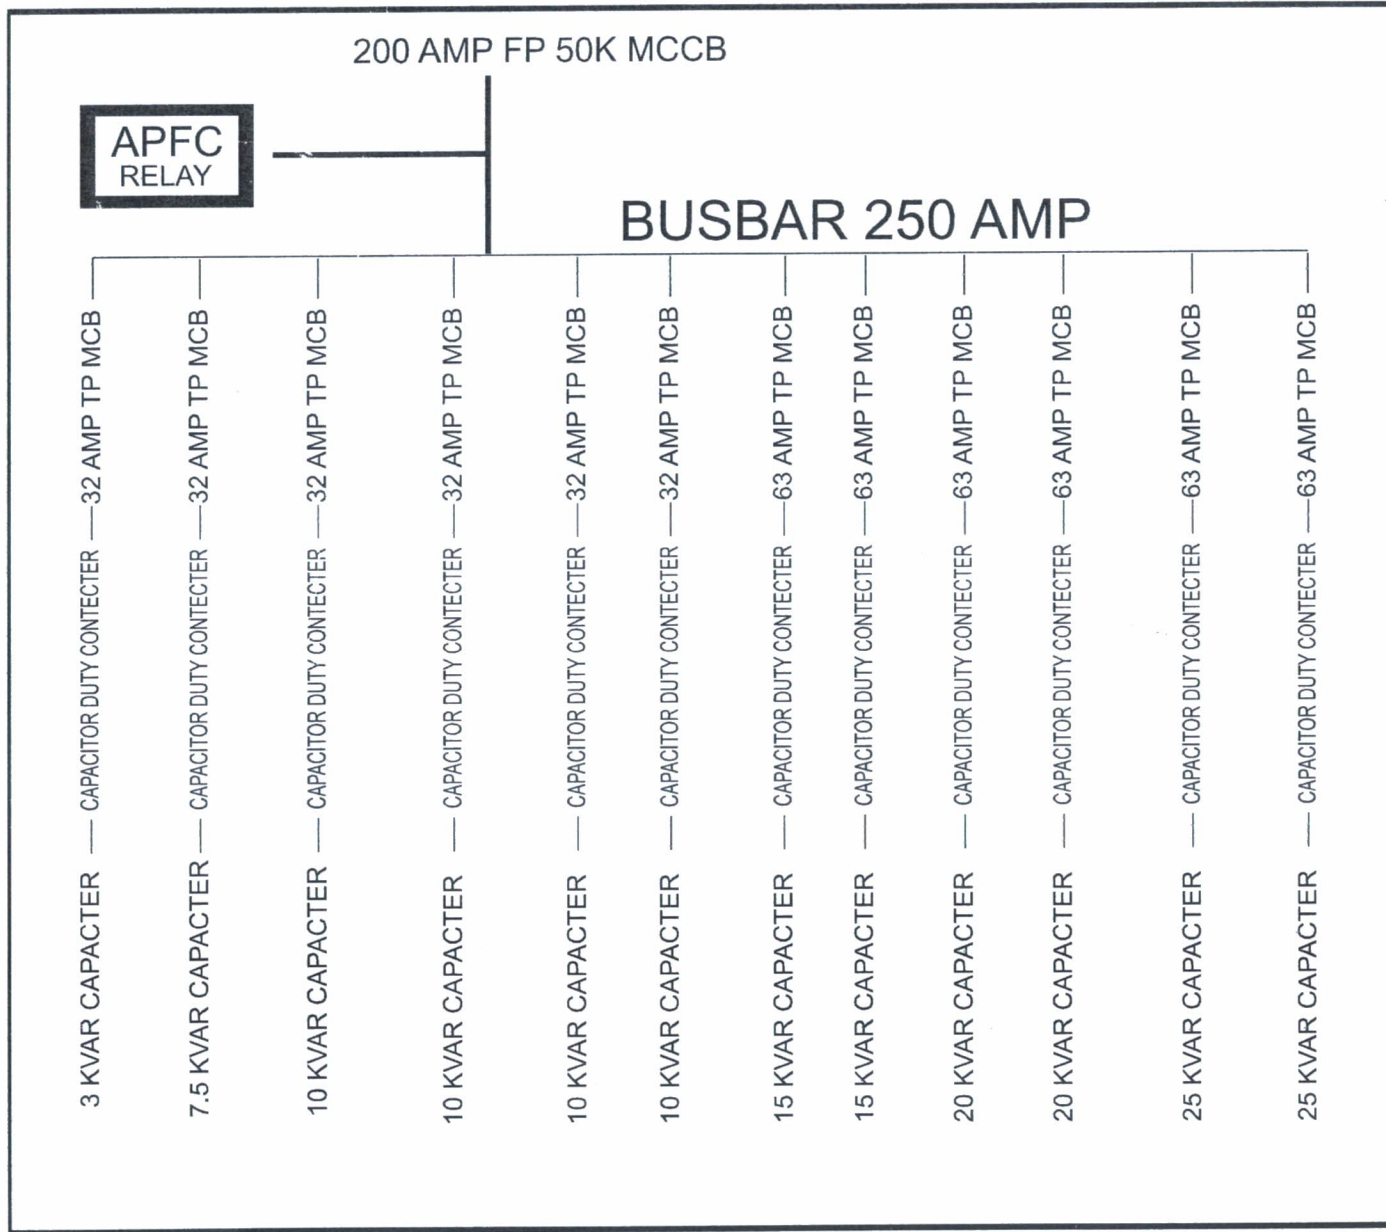 200 AMP FP 50K MCCB
APFC
RELAY
BUSBAR 250 AMP
3 KVAR CAPACTER CAPACITOR DUTY CONTECTER 32 AMP TP MCB
7.5 KVAR CAPACTER CAPACITOR DUTY CONTECTER 32 AMP TP MCB
10 KVAR CAPACTER CAPACITOR DUTY CONTECTER 32 AMP TP MCB
10 KVAR CAPACTER CAPACITOR DUTY CONTECTER 32 AMP TP MCB
10 KVAR CAPACTER CAPACITOR DUTY CONTECTER 32 AMP TP MCB
10 KVAR CAPACTER CAPACITOR DUTY CONTECTER 32 AMP TP MCB
15 KVAR CAPACTER CAPACITOR DUTY CONTECTER 63 AMP TP MCB
15 KVAR CAPACTER CAPACITOR DUTY CONTECTER 63 AMP TP MCB
20 KVAR CAPACTER CAPACITOR DUTY CONTECTER 63 AMP TP MCB
20 KVAR CAPACTER CAPACITOR DUTY CONTECTER 63 AMP TP MCB
25 KVAR CAPACTER CAPACITOR DUTY CONTECTER 63 AMP TP MCB
25 KVAR CAPACTER CAPACITOR DUTY CONTECTER 63 AMP TP MCB